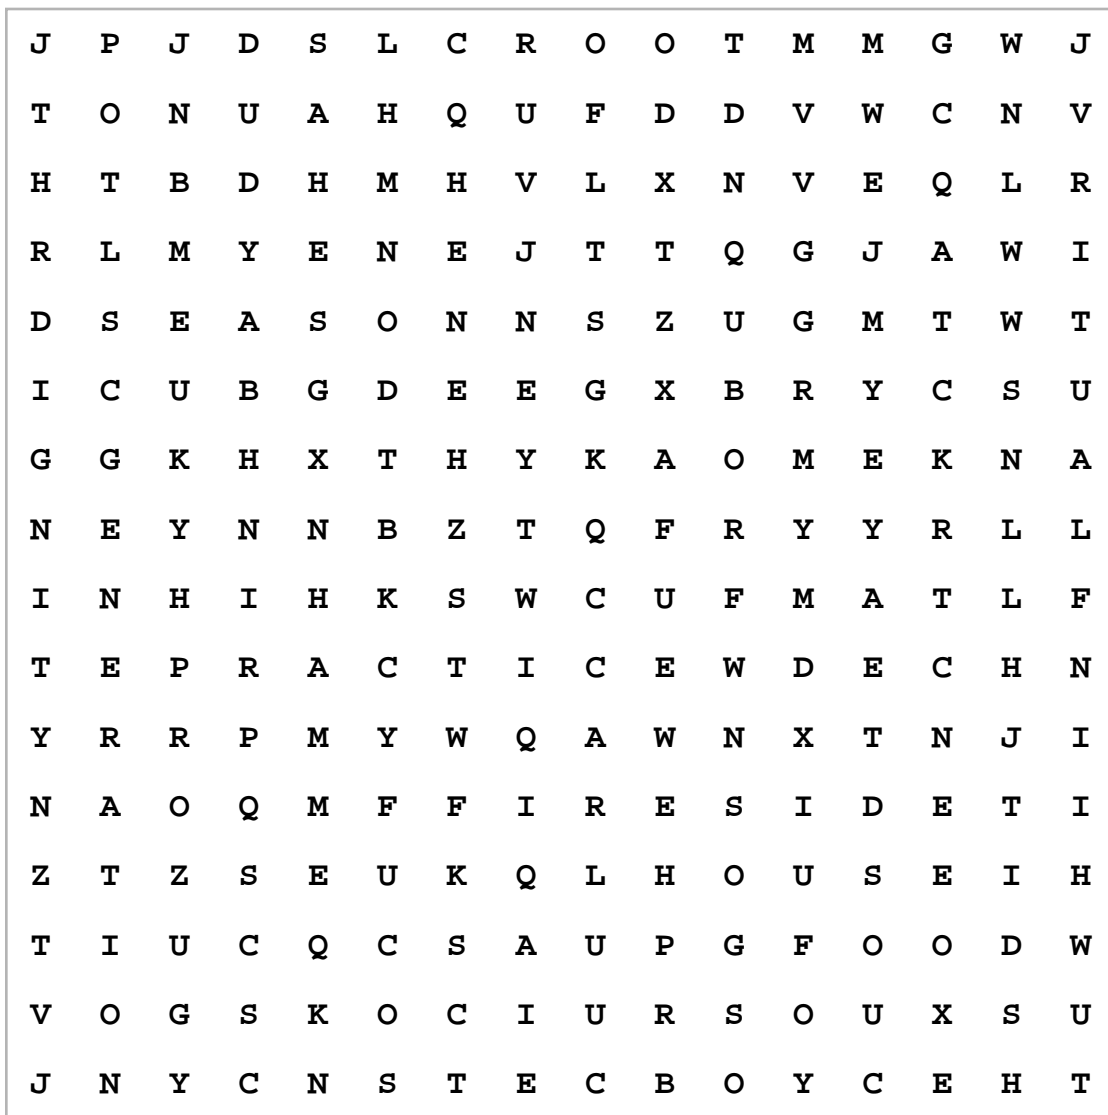 J P J D S L C R O O T M M G W J
T O N U A H Q U F D D V W C N V
H T B D H M H V L X N V E Q L R
R L M Y E N E J T T Q G J A W I
D S E A S O N N S Z U G M T W T
I C U B G D E E G X B R Y C S U
G G K H X T H Y K A O M E K N A
N E Y N N B Z T Q F R Y Y R L L
I N H I H K S W C U F M A T L F
T E P R A C T I C E W D E C H N
Y R R P M Y W Q A W N X T N J I
N A O Q M F F I R E S I D E T I
Z T Z S E U K Q L H O U S E I H
T I U C Q C S A U P G F O O D W
V O G S K O C I U R S O U X S U
J N Y C N S T E C B O Y C E H T